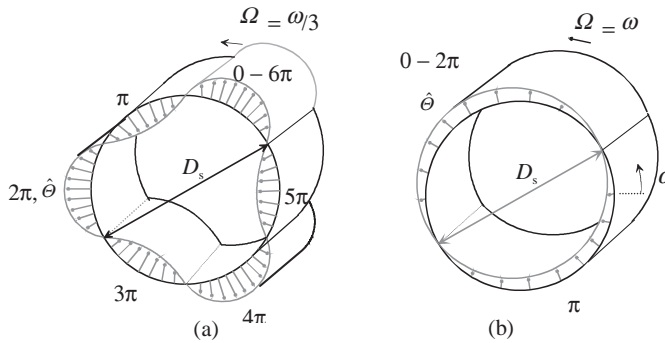 Ω = ω/3
0 – 6π
π
2π, Θ̂
D_s
5π
3π
4π
(a)
Ω = ω
0 – 2π
Θ̂
D_s
π
(b)